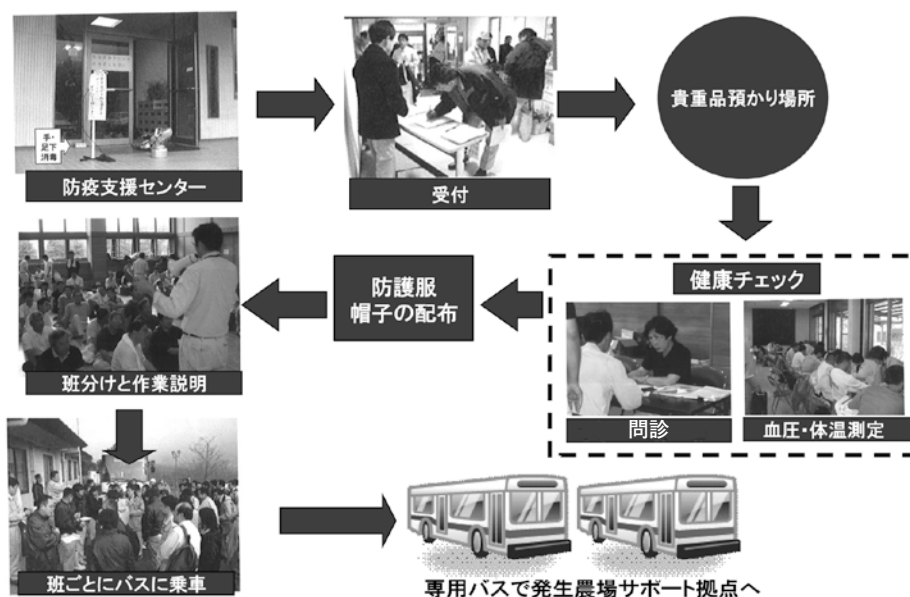 手・
足下
消毒
防疫支援センター
受付
貴重品預かり場所
健康チェック
問診
血圧・体温測定
防護服
帽子の配布
班分けと作業説明
班ごとにバスに乗車
専用バスで発生農場サポート拠点へ